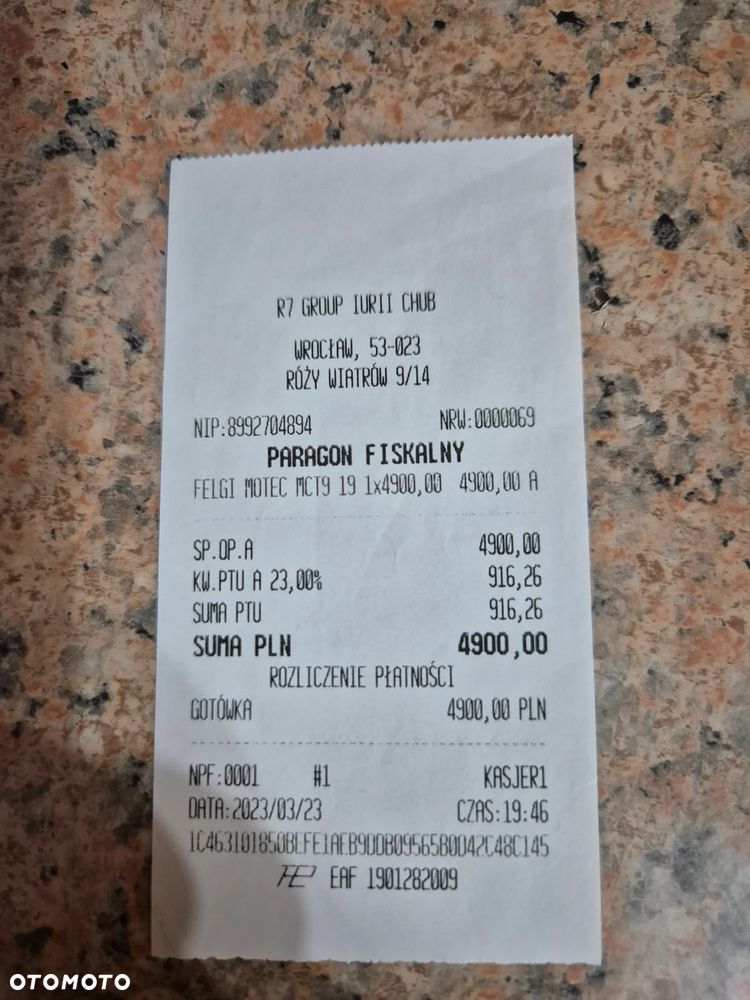 R7 GROUP IURII CHUB
WROCŁAW, 53-023
RÓŻY WIATRÓW 9/14
NIP:8992704894 NRW:0000069
PARAGON FISKALNY
FELGI MOTEC MCT9 19 1x4900,00 4900,00 A
SP.OP.A 4900,00
KW.PTU A 23,00% 916,26
SUMA PTU 916,26
SUMA PLN 4900,00
ROZLICZENIE PŁATNOŚCI
GOTÓWKA 4900,00 PLN
NPF:0001 #1 KASJER1
DATA:2023/03/23 CZAS:19:46
EAF 1901282009
OTOMOTO